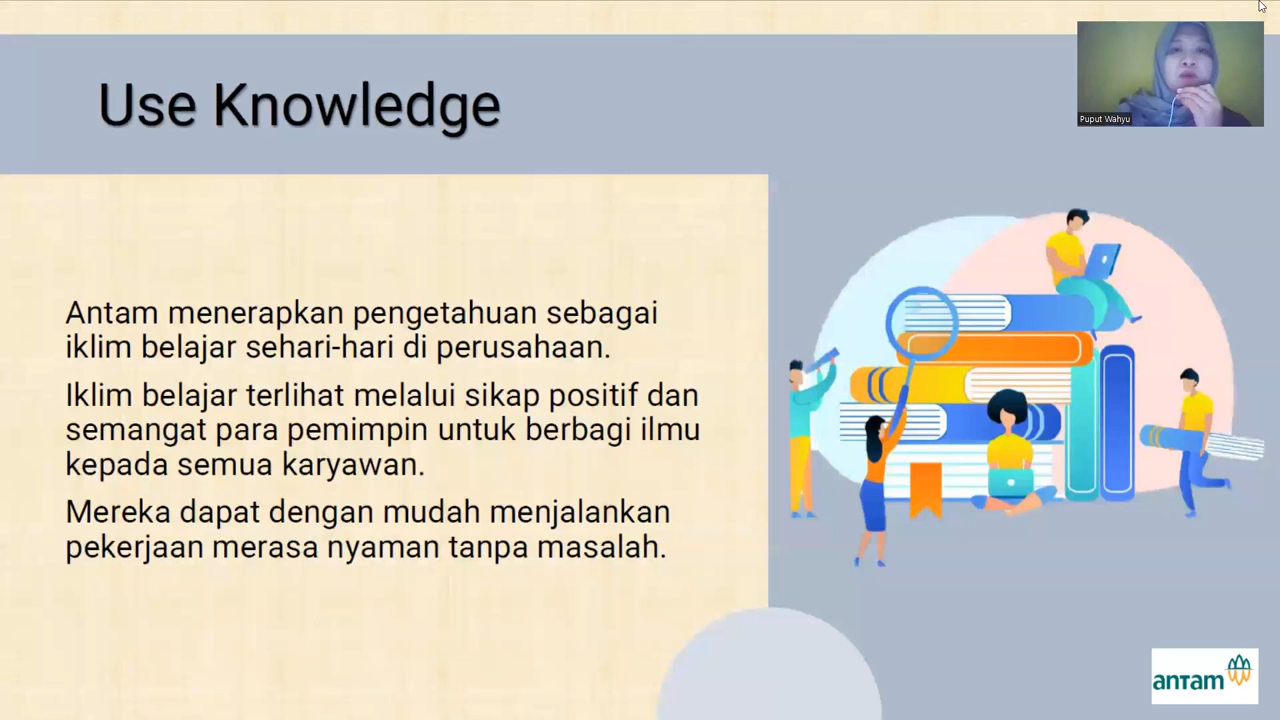 Use Knowledge
Puput Wahyu
Antam menerapkan pengetahuan sebagai
iklim belajar sehari-hari di perusahaan.
Iklim belajar terlihat melalui sikap positif dan
semangat para pemimpin untuk berbagi ilmu
kepada semua karyawan.
Mereka dapat dengan mudah menjalankan
pekerjaan merasa nyaman tanpa masalah.
antam